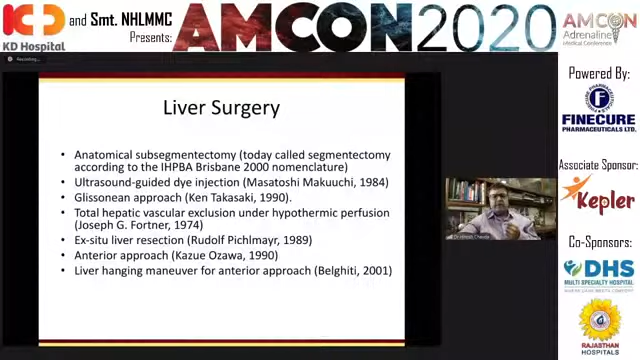 KD
KD Hospital
and Smt. NHLMMC
Presents:
AMCON2020
AMCON
Adrenaline
Medical Conference
Recording...
Liver Surgery
• Anatomical subsegmentectomy (today called segmentectomy
according to the IHPBA Brisbane 2000 nomenclature)
• Ultrasound-guided dye injection (Masatoshi Makuuchi, 1984)
• Glissonean approach (Ken Takasaki, 1990).
• Total hepatic vascular exclusion under hypothermic perfusion
(Joseph G. Fortner, 1974)
• Ex-situ liver resection (Rudolf Pichlmayr, 1989)
• Anterior approach (Kazue Ozawa, 1990)
• Liver hanging maneuver for anterior approach (Belghiti, 2001)
Powered By:
F
FINECURE
PHARMACEUTICALS LTD.
Associate Sponsor:
Kepler
Co-Sponsors:
DHS
MULTI SPECIALTY HOSPITAL
RAJASTHAN
HOSPITALS